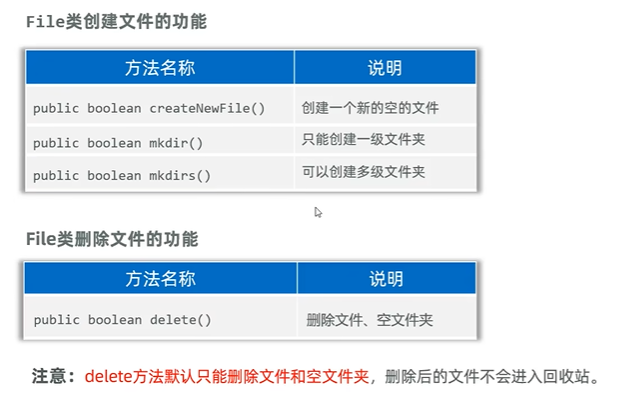 File类创建文件的功能
方法名称 说明
public boolean createNewFile() 创建一个新的空的文件
public boolean mkdir() 只能创建一级文件夹
public boolean mkdirs() 可以创建多级文件夹
File类删除文件的功能
方法名称 说明
public boolean delete() 删除文件、空文件夹
注意：delete方法默认只能删除文件和空文件夹，删除后的文件不会进入回收站。